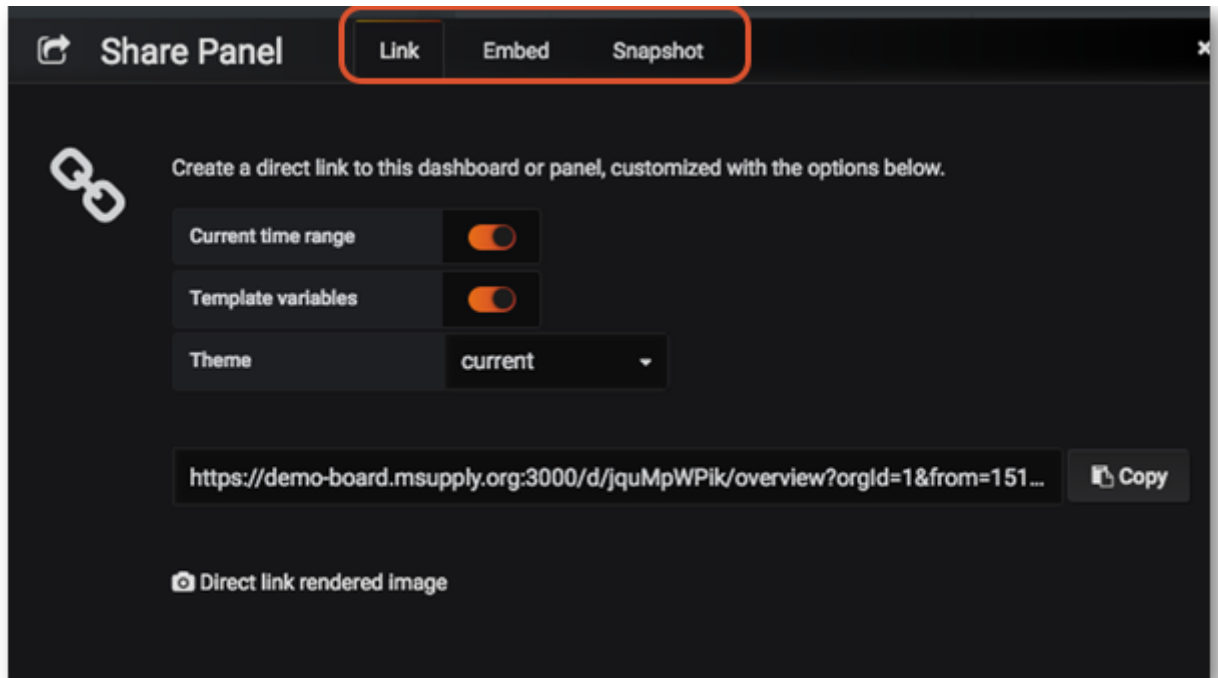 Share Panel Link Embed Snapshot ×
Create a direct link to this dashboard or panel, customized with the options below.
Current time range
Template variables
Theme current
https://demo-board.msupply.org:3000/d/jquMpWPik/overview?orgId=1&from=151... Copy
Direct link rendered image